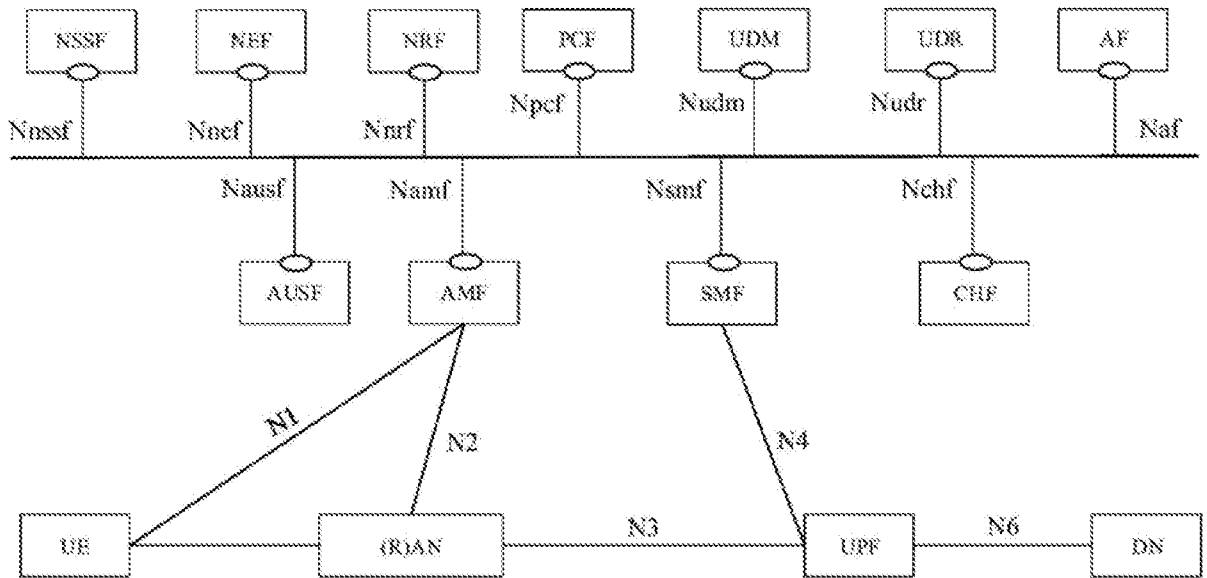 NSSF NEF NRF PCF UDM UDR AF
Nnssf Nnef Nnrf Npcf Nudm Nudr Naf
Nausf Namf Nsmf Nchf
AUSF AMF SMF CHF
N1 N2 N4
UE (R)AN N3 UPF N6 DN